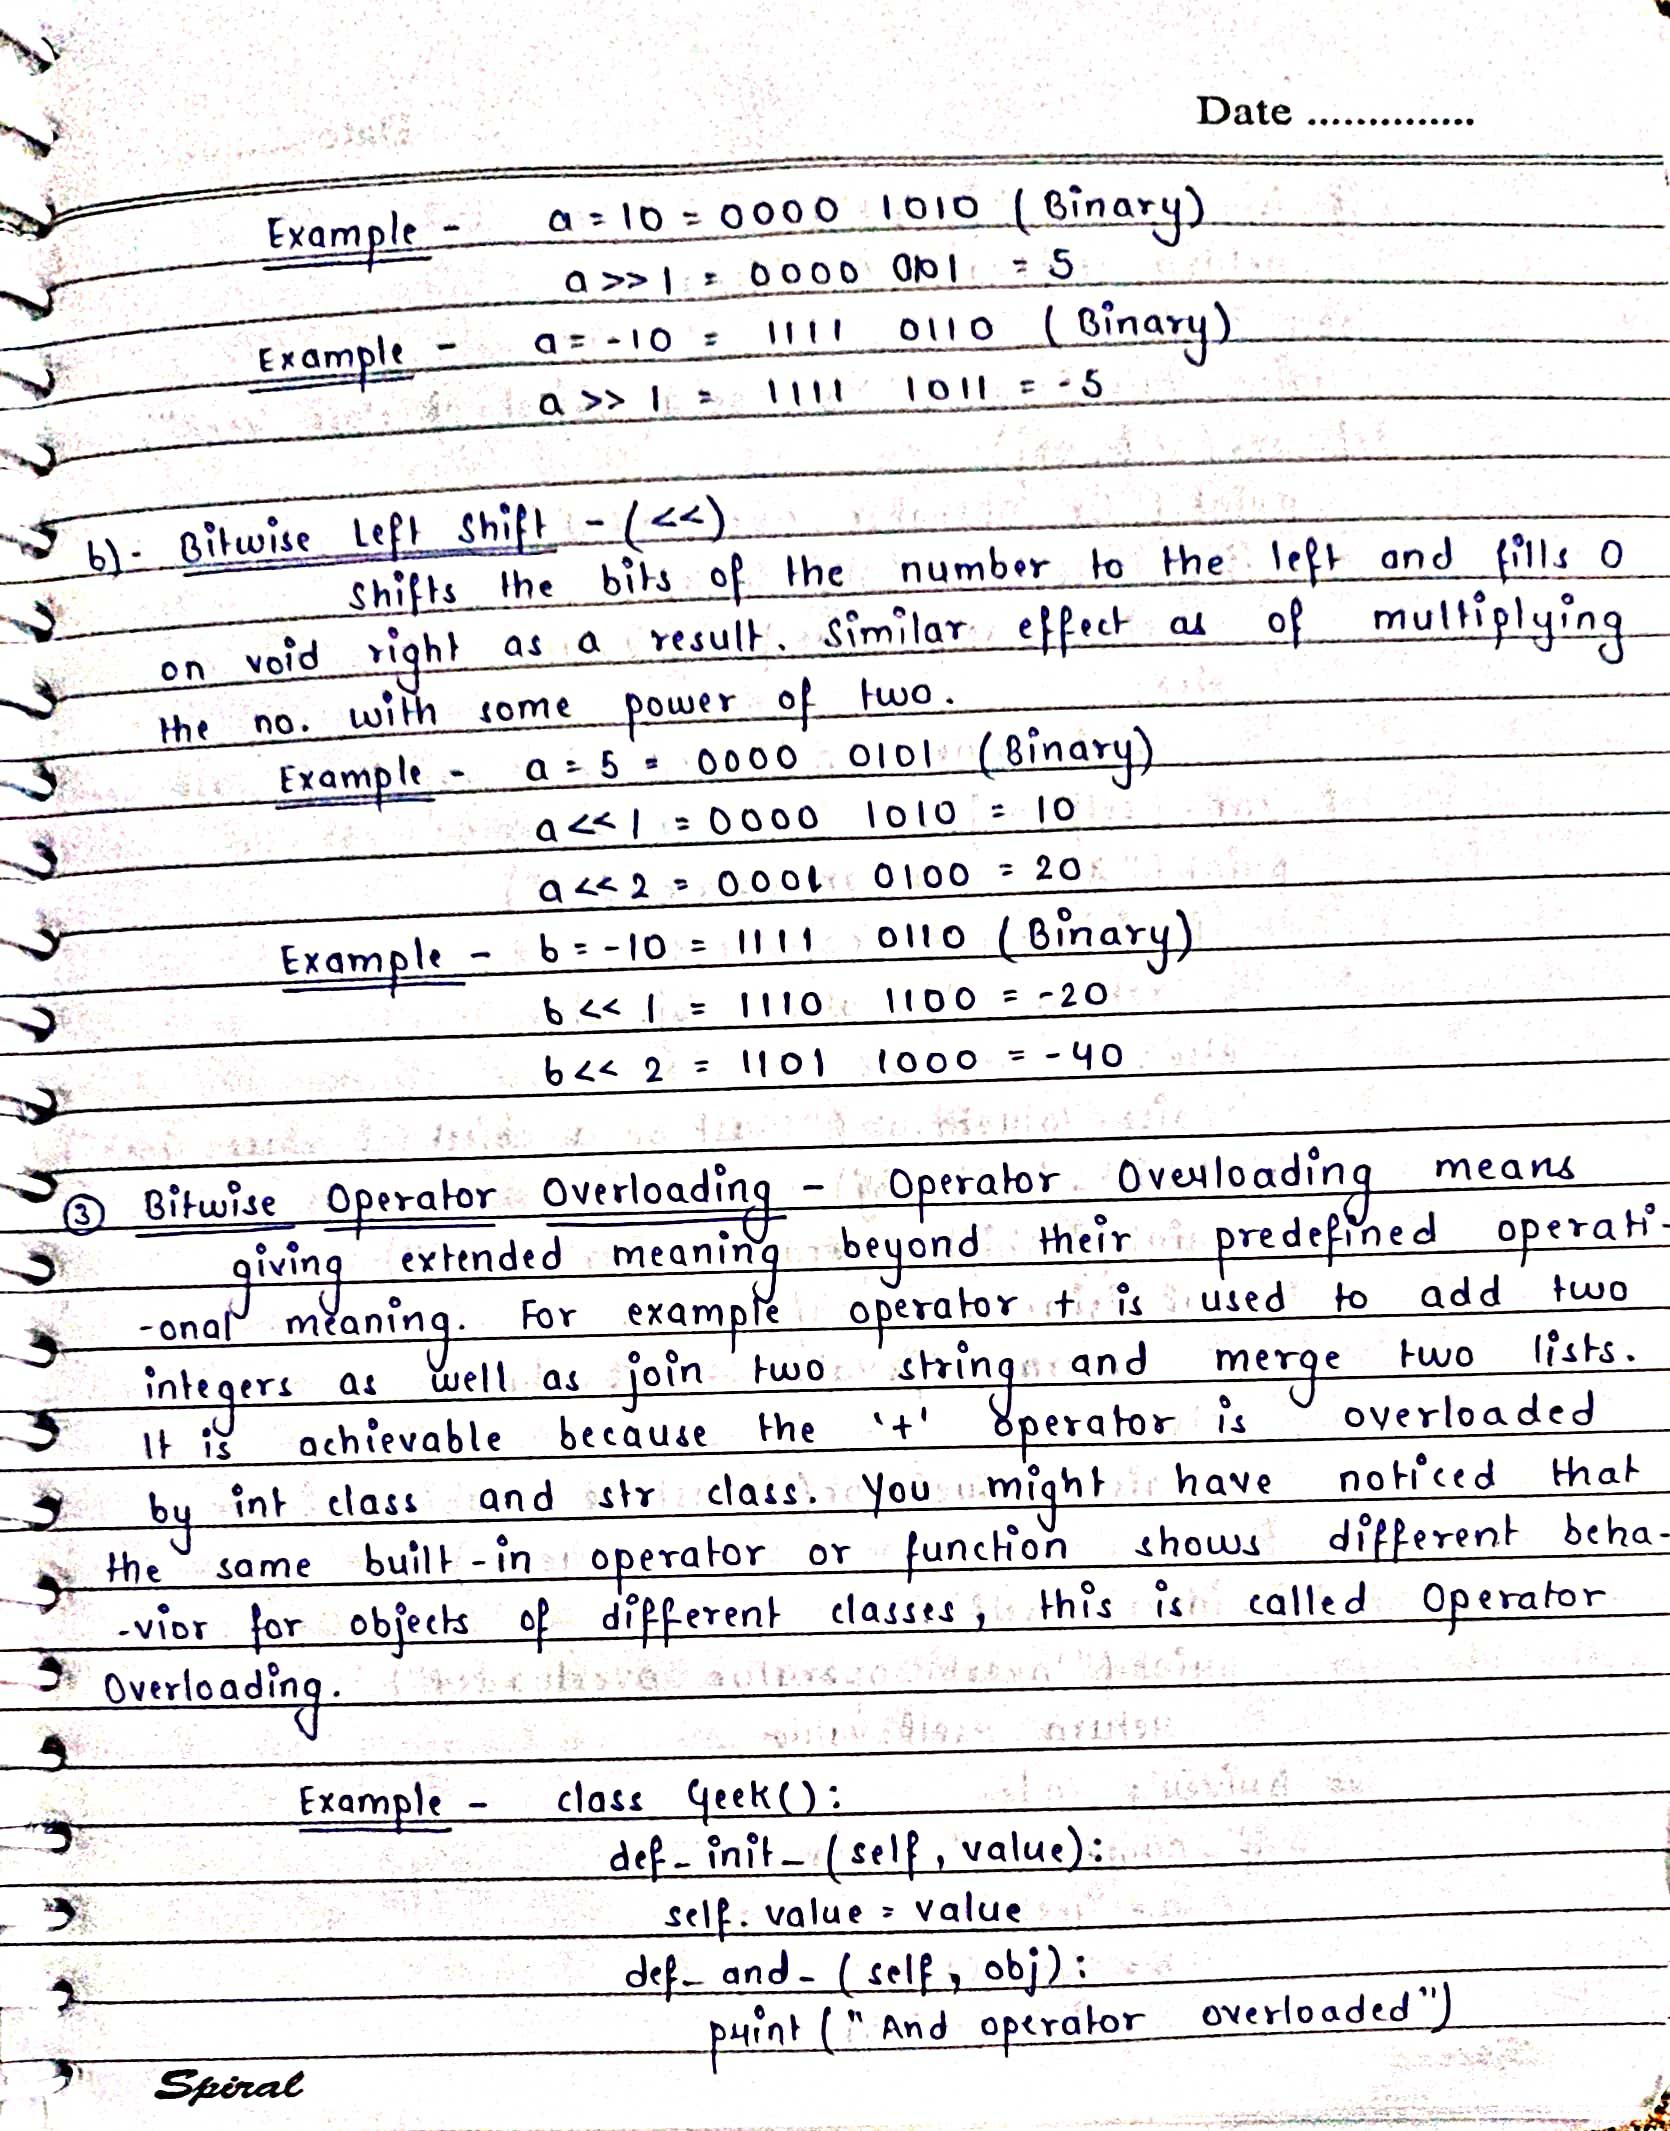 Date ..............
Example - a = 10 = 0000 1010 (Binary)
a >> 1 = 0000 0101 = 5
Example - a = -10 = 1111 0110 (Binary)
a >> 1 = 1111 1011 = -5
b)- Bitwise Left Shift - (<<)
Shifts the bits of the number to the left and fills 0
on void right as a result. Similar effect as of multiplying
the no. with some power of two.
Example - a = 5 = 0000 0101 (Binary)
a << 1 = 0000 1010 = 10
a << 2 = 0001 0100 = 20
Example - b = -10 = 1111 0110 (Binary)
b << 1 = 1110 1100 = -20
b << 2 = 1101 1000 = -40
③ Bitwise Operator Overloading - Operator Overloading means
giving extended meaning beyond their predefined operati-
-onal meaning. For example operator + is used to add two
integers as well as join two string and merge two lists.
It is achievable because the '+' operator is overloaded
by int class and str class. You might have noticed that
the same built-in operator or function shows different beha-
-vior for objects of different classes, this is called Operator
Overloading.
Example - class Geek():
def _init_ (self, value):
self. value = value
def _ and _ (self, obj):
print (" And operator overloaded")
Spiral